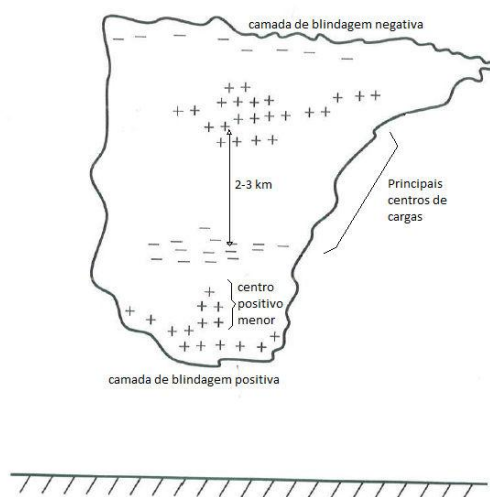 camada de blindagem negativa
2-3 km
Principais
centros de
cargas
centro
positivo
menor
camada de blindagem positiva